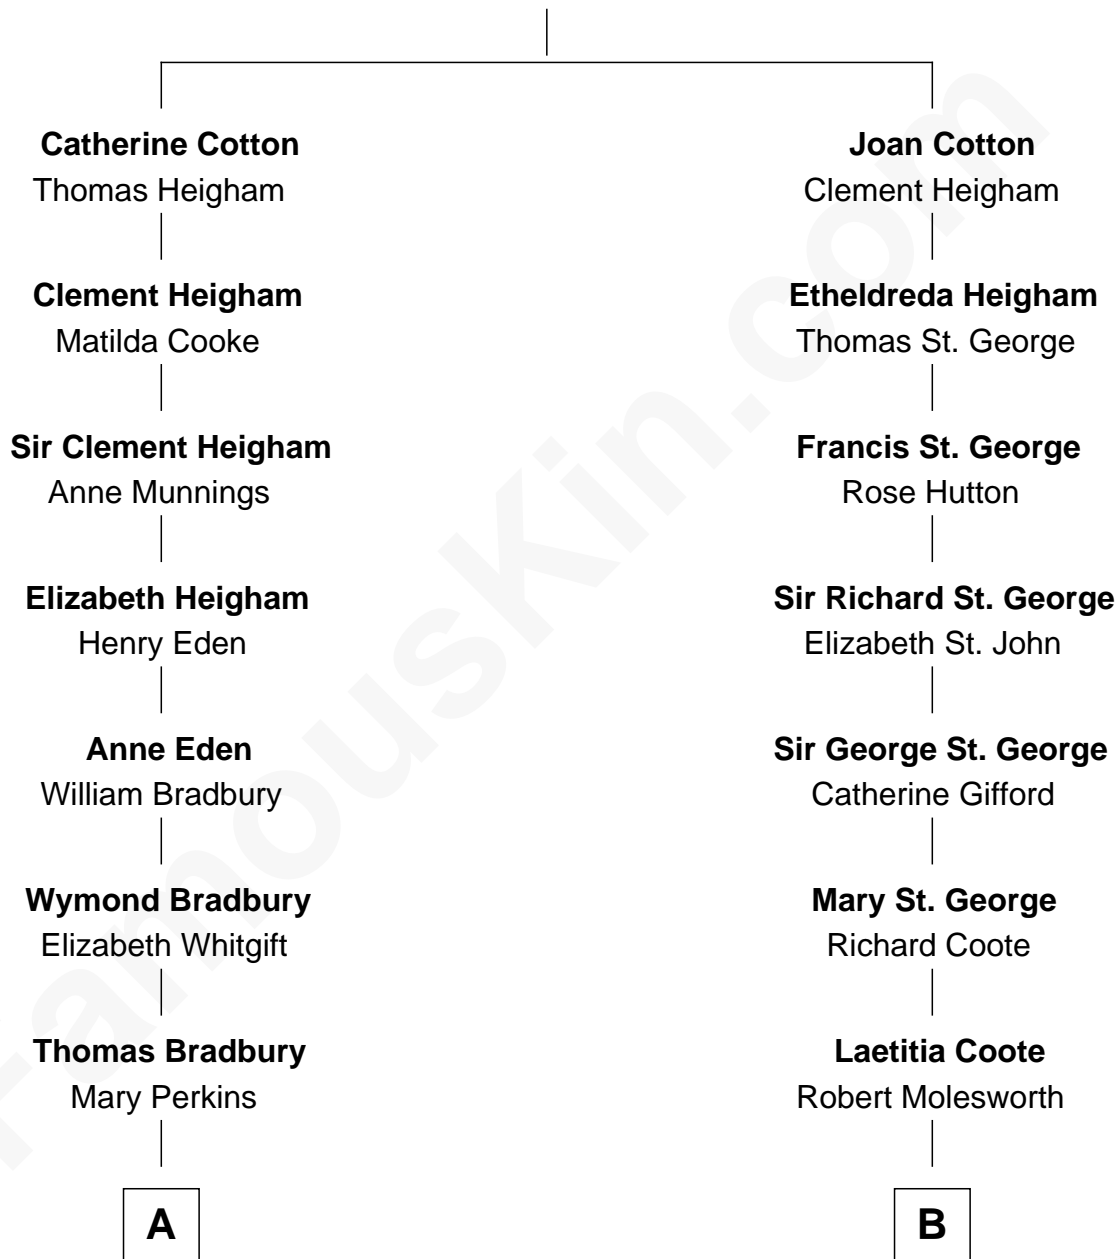 Catherine Cotton
Thomas Heigham
Joan Cotton
Clement Heigham
Clement Heigham
Matilda Cooke
Etheldreda Heigham
Thomas St. George
Sir Clement Heigham
Anne Munnings
Francis St. George
Rose Hutton
Elizabeth Heigham
Henry Eden
Sir Richard St. George
Elizabeth St. John
Anne Eden
William Bradbury
Sir George St. George
Catherine Gifford
Wymond Bradbury
Elizabeth Whitgift
Mary St. George
Richard Coote
Thomas Bradbury
Mary Perkins
Laetitia Coote
Robert Molesworth
A
B
FamousKin.com